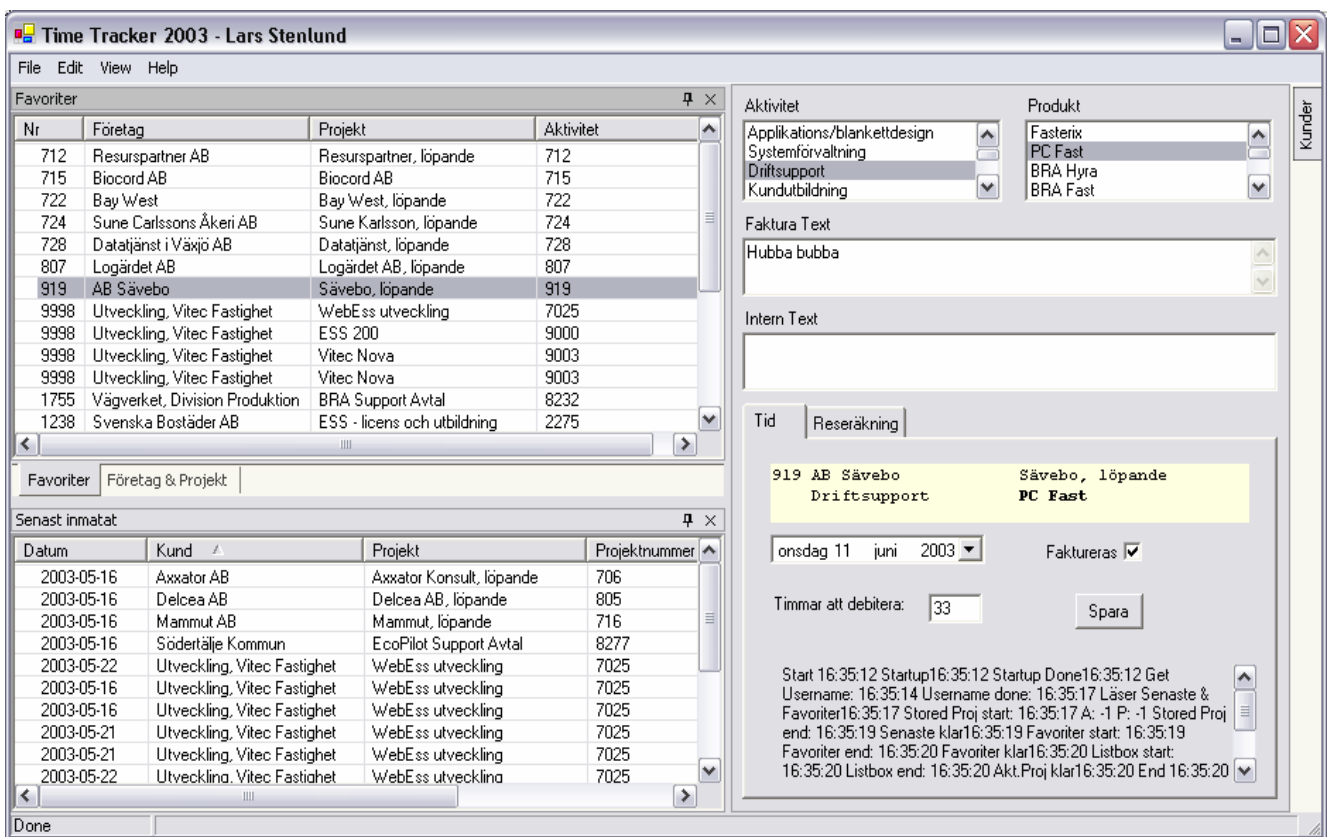 Time Tracker 2003 - Lars Stenlund
File Edit View Help
Favoriter
Nr Företag Projekt Aktivitet
712 Resurspartner AB Resurspartner, löpande 712
715 Biocord AB Biocord AB 715
722 Bay West Bay West, löpande 722
724 Sune Carlssons Åkeri AB Sune Karlsson, löpande 724
728 Datatjänst i Växjö AB Datatjänst, löpande 728
807 Logärdet AB Logärdet AB, löpande 807
919 AB Sävebo Sävebo, löpande 919
9998 Utveckling, Vitec Fastighet WebEss utveckling 7025
9998 Utveckling, Vitec Fastighet ESS 200 9000
9998 Utveckling, Vitec Fastighet Vitec Nova 9003
9998 Utveckling, Vitec Fastighet Vitec Nova 9003
1755 Vägverket, Division Produktion BRA Support Avtal 8232
1238 Svenska Bostäder AB ESS - licens och utbildning 2275
Favoriter Företag & Projekt
Senast inmatat
Datum Kund Projekt Projektnummer
2003-05-16 Axxator AB Axxator Konsult, löpande 706
2003-05-16 Delcea AB Delcea AB, löpande 805
2003-05-16 Mammut AB Mammut, löpande 716
2003-05-16 Södertälje Kommun EcoPilot Support Avtal 8277
2003-05-22 Utveckling, Vitec Fastighet WebEss utveckling 7025
2003-05-16 Utveckling, Vitec Fastighet WebEss utveckling 7025
2003-05-16 Utveckling, Vitec Fastighet WebEss utveckling 7025
2003-05-21 Utveckling, Vitec Fastighet WebEss utveckling 7025
2003-05-21 Utveckling, Vitec Fastighet WebEss utveckling 7025
2003-05-22 Utveckling, Vitec Fastighet WebEss utveckling 7025
Done
Aktivitet
Applikations/blankettdesign
Systemförvaltning
Driftsupport
Kundutbildning
Produkt
Fasterix
PC Fast
BRA Hyra
BRA Fast
Kunder
Faktura Text
Hubba bubba
Intern Text
Tid Reseräkning
919 AB Sävebo Sävebo, löpande
Driftsupport PC Fast
onsdag 11 juni 2003 Faktureras
Timmar att debitera: 33 Spara
Start 16:35:12 Startup16:35:12 Startup Done16:35:12 Get
Username: 16:35:14 Username done: 16:35:17 Läser Senaste &
Favoriter16:35:17 Stored Proj start: 16:35:17 A: -1 P: -1 Stored Proj
end: 16:35:19 Senaste klar16:35:19 Favoriter start: 16:35:19
Favoriter end: 16:35:20 Favoriter klar16:35:20 Listbox start:
16:35:20 Listbox end: 16:35:20 Akt.Proj klar16:35:20 End 16:35:20